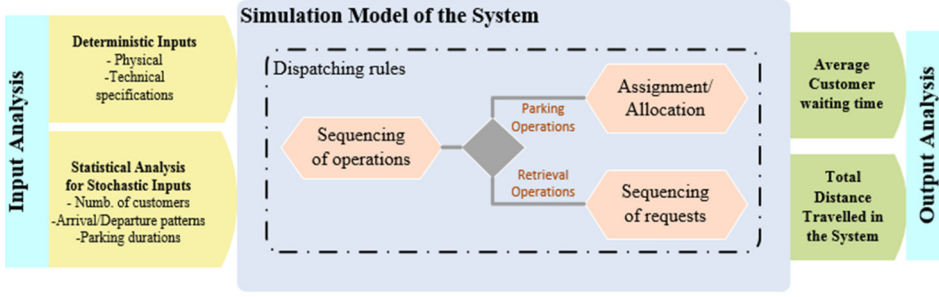 Simulation Model of the System
Input Analysis
Deterministic Inputs
- Physical
-Technical
specifications
Statistical Analysis
for Stochastic Inputs
- Numb. of customers
-Arrival/Departure patterns
-Parking durations
Dispatching rules
Sequencing
of operations
Parking
Operations
Retrieval
Operations
Assignment/
Allocation
Sequencing
of requests
Average
Customer
waiting time
Total
Distance
Travelled in
the System
Output Analysis